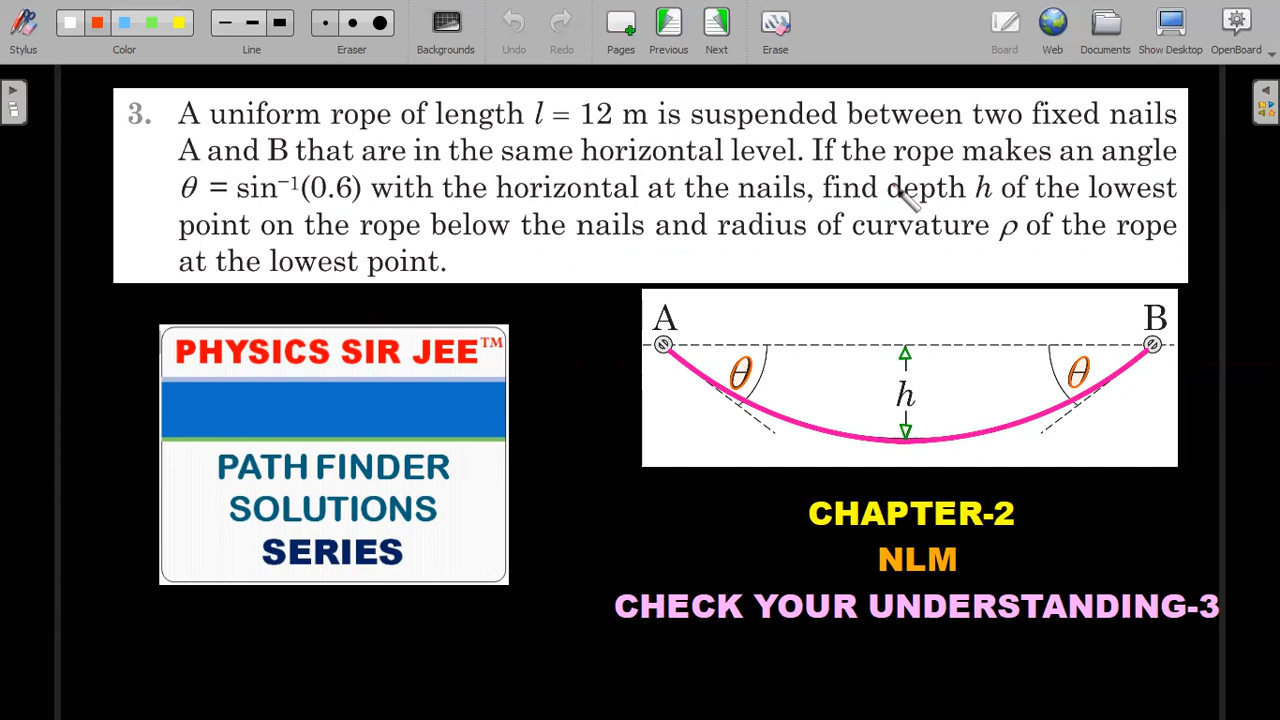 Stylus
Color
Line
Eraser
Backgrounds
Undo
Redo
Pages
Previous
Next
Erase
Board
Web
Documents
Show Desktop
OpenBoard
3. A uniform rope of length l = 12 m is suspended between two fixed nails
A and B that are in the same horizontal level. If the rope makes an angle
θ = sin⁻¹(0.6) with the horizontal at the nails, find depth h of the lowest
point on the rope below the nails and radius of curvature ρ of the rope
at the lowest point.
A
B
θ
θ
h
PHYSICS SIR JEE™
PATH FINDER
SOLUTIONS
SERIES
CHAPTER-2
NLM
CHECK YOUR UNDERSTANDING-3